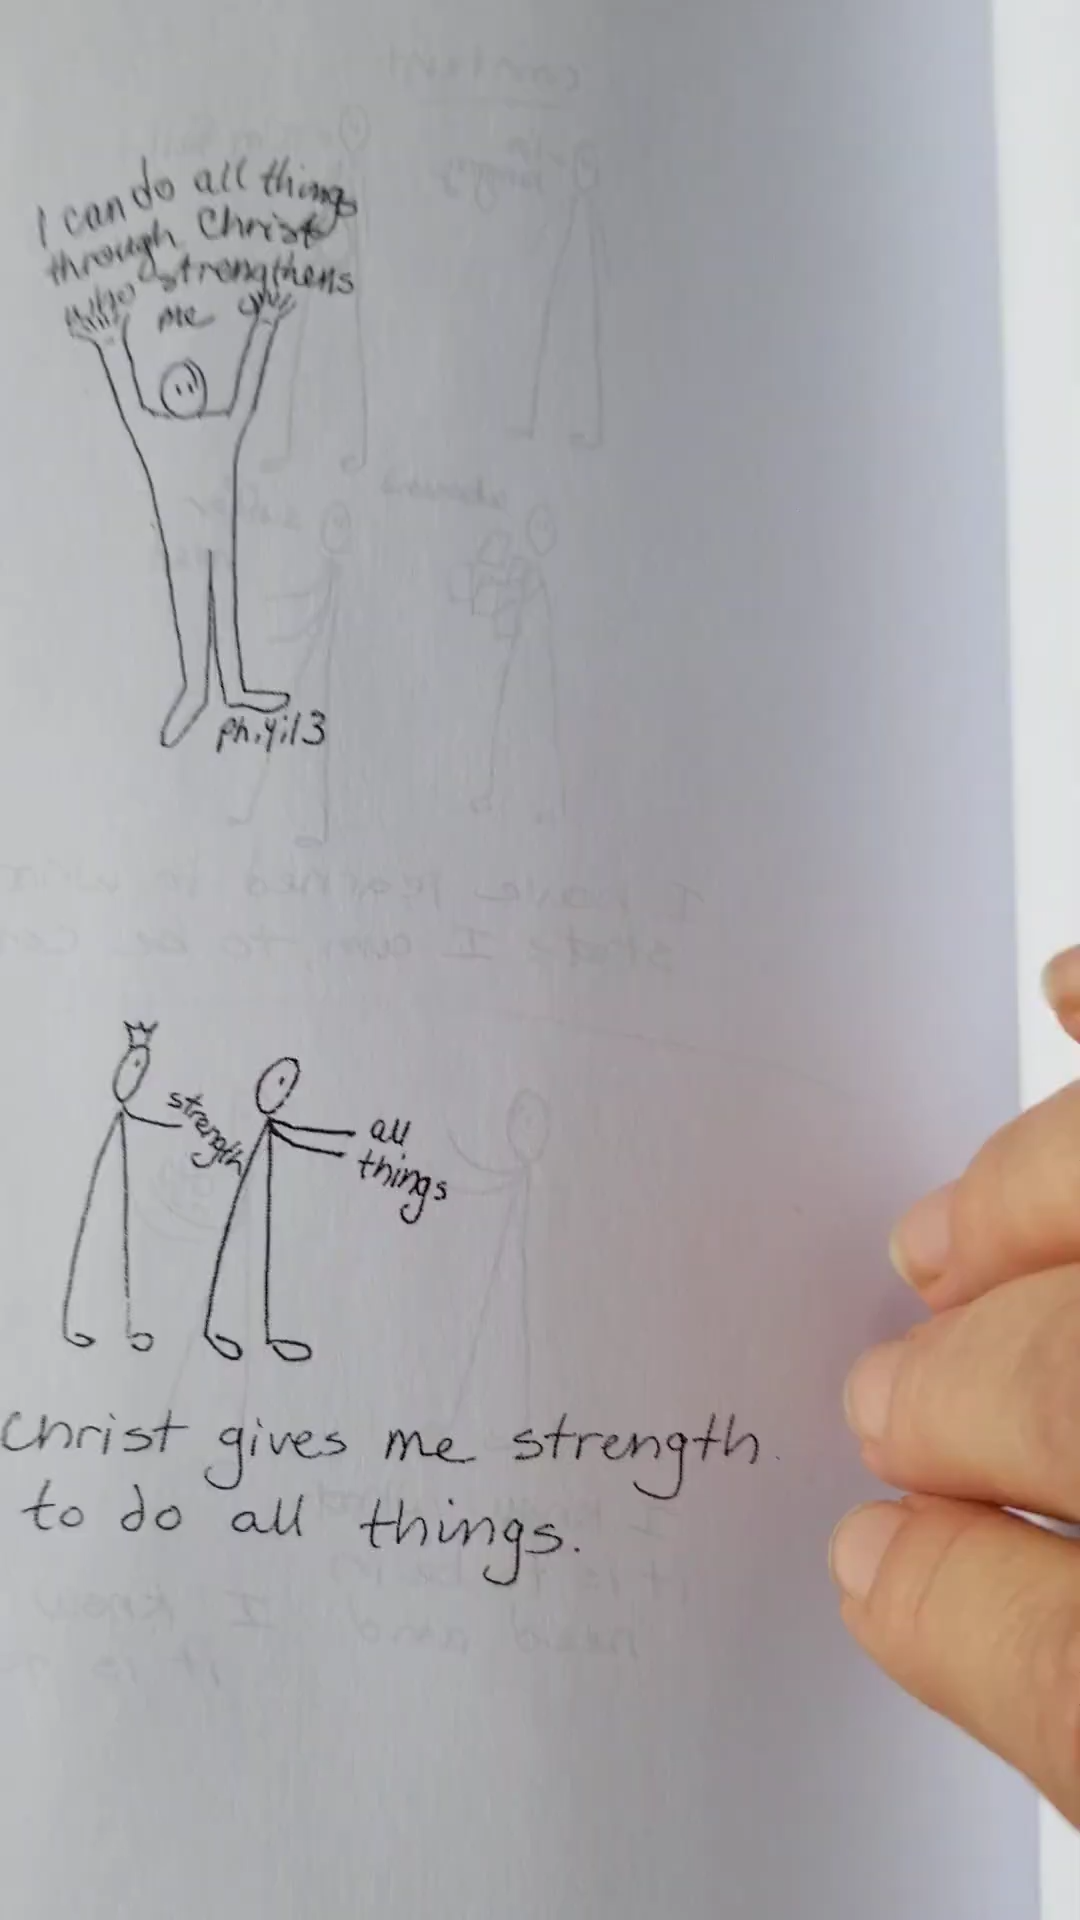 I can do all things
through Christ
who strengthens
me
ph.4:13
strength
all
things
Christ gives me strength
to do all things.